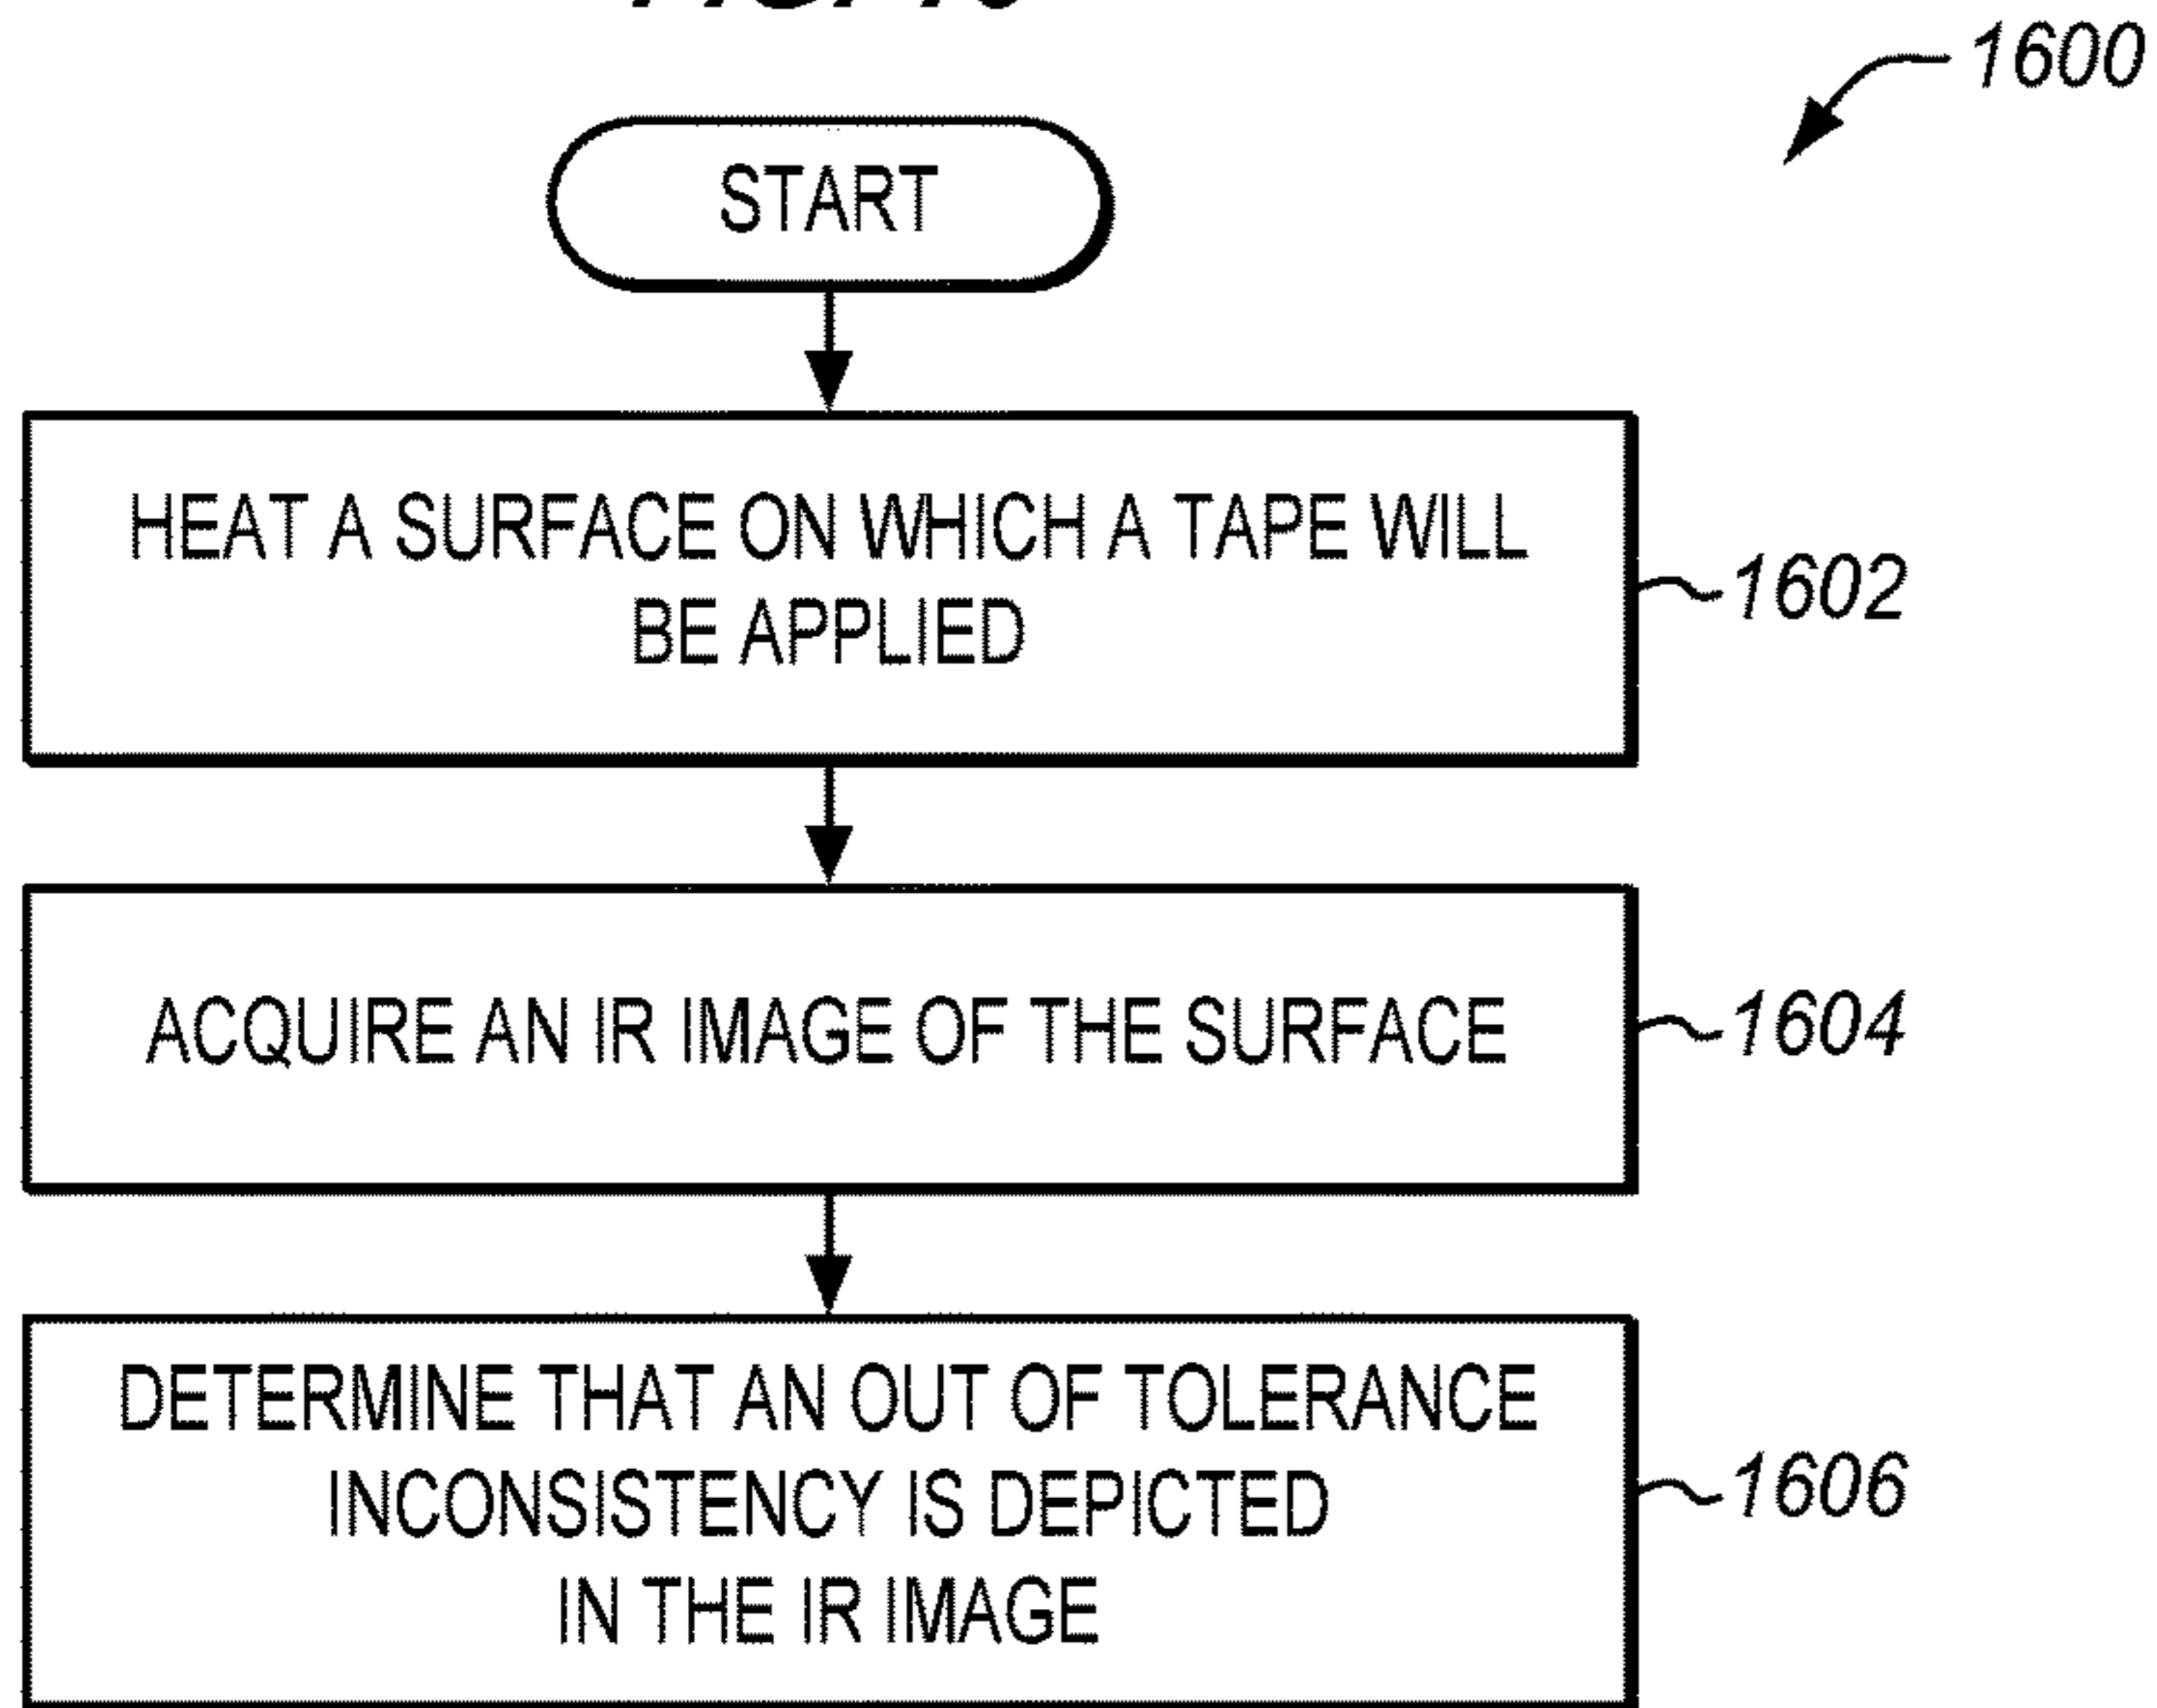 1600
START
HEAT A SURFACE ON WHICH A TAPE WILL
BE APPLIED
1602
ACQUIRE AN IR IMAGE OF THE SURFACE
1604
DETERMINE THAT AN OUT OF TOLERANCE
INCONSISTENCY IS DEPICTED
IN THE IR IMAGE
1606